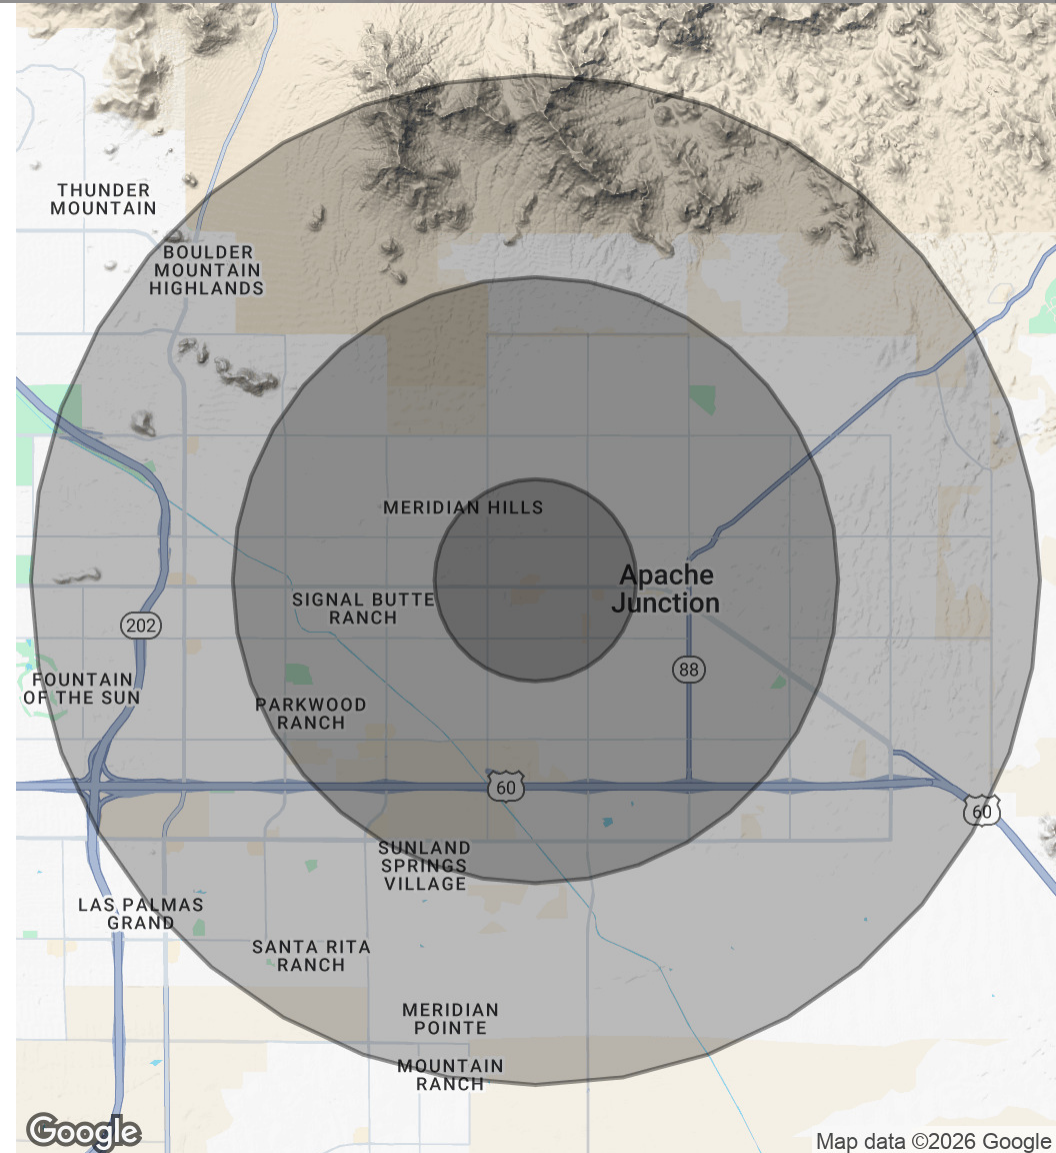 THUNDER
MOUNTAIN
BOULDER
MOUNTAIN
HIGHLANDS
MERIDIAN HILLS
Apache
Junction
SIGNAL BUTTE
RANCH
202
88
FOUNTAIN
OF THE SUN
PARKWOOD
RANCH
60
60
SUNLAND
SPRINGS
VILLAGE
LAS PALMAS
GRAND
SANTA RITA
RANCH
MERIDIAN
POINTE
MOUNTAIN
RANCH
Google
Map data ©2026 Google